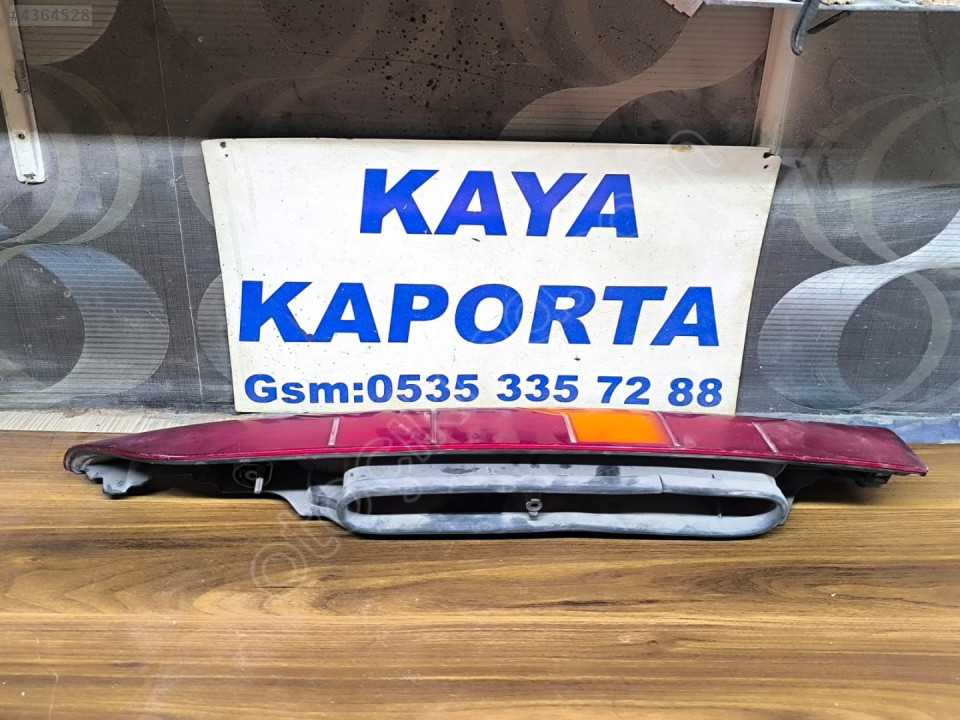 #4364528
KAYA
KAPORTA
Gsm:0535 335 72 88